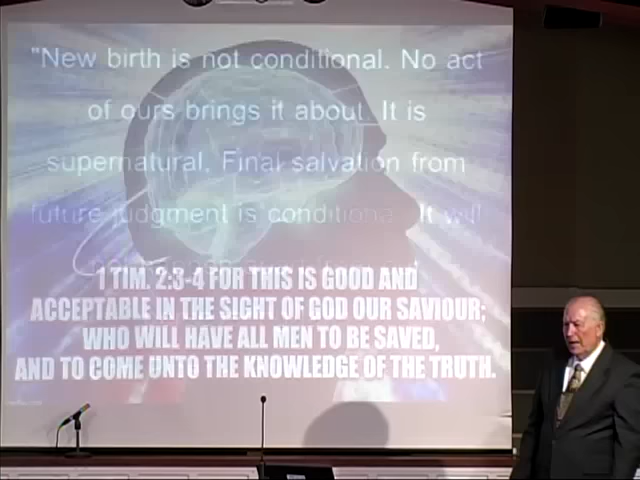 "New birth is not conditional. No act
of ours brings it about. It is
supernatural. Final salvation from
future judgment is conditional. It will
1 TIM. 2:3-4 FOR THIS IS GOOD AND
ACCEPTABLE IN THE SIGHT OF GOD OUR SAVIOUR;
WHO WILL HAVE ALL MEN TO BE SAVED,
AND TO COME UNTO THE KNOWLEDGE OF THE TRUTH.